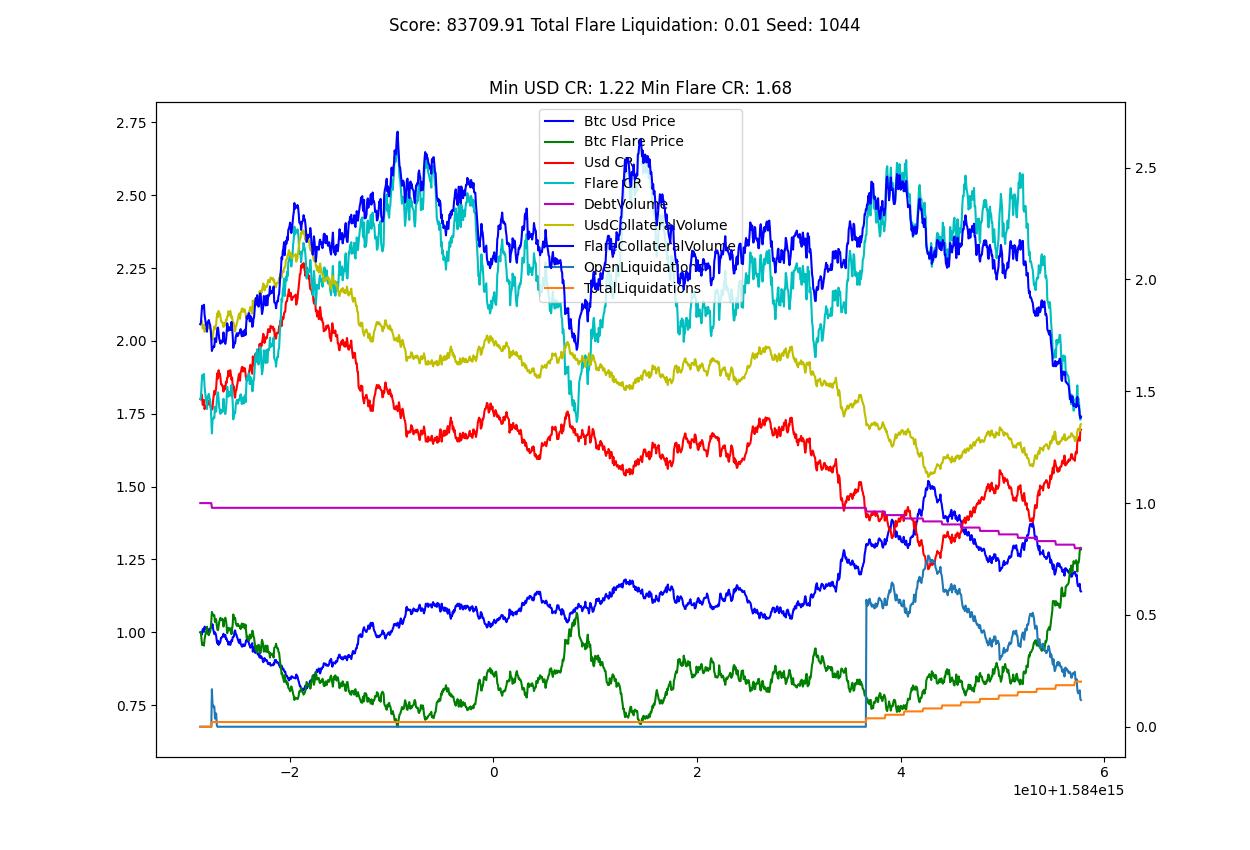 Score: 83709.91 Total Flare Liquidation: 0.01 Seed: 1044
Min USD CR: 1.22 Min Flare CR: 1.68
Btc Usd Price
Btc Flare Price
Usd CR
Flare CR
DebtVolume
UsdCollateralVolume
FlareCollateralVolume
OpenLiquidations
TotalLiquidations
2.75
2.50
2.25
2.00
1.75
1.50
1.25
1.00
0.75
2.5
2.0
1.5
1.0
0.5
0.0
−2
0
2
4
6
1e10+1.584e15